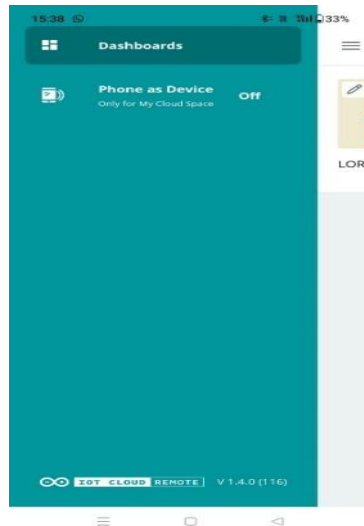 15:38 33%
Dashboards
Phone as Device
Only for My Cloud Space
Off
LOR
IOT CLOUD REMOTE V 1.4.0 (116)